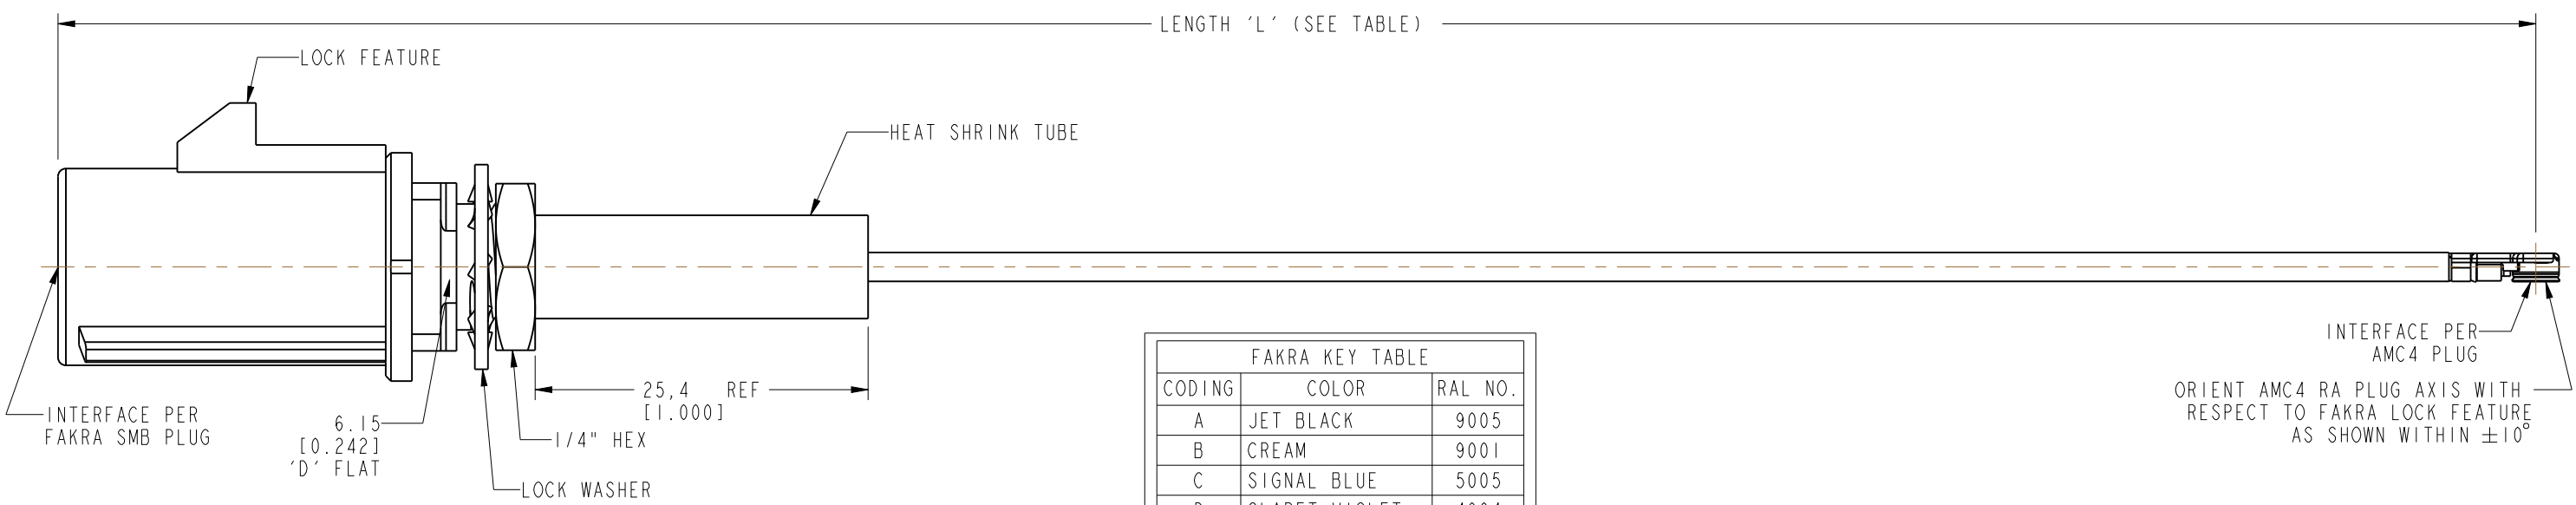 LENGTH 'L' (SEE TABLE)
LOCK FEATURE
HEAT SHRINK TUBE
INTERFACE PER
FAKRA SMB PLUG
6.15
[0.242]
'D' FLAT
25,4 REF
[1.000]
1/4" HEX
LOCK WASHER
FAKRA KEY TABLE
CODING COLOR RAL NO.
A JET BLACK 9005
B CREAM 9001
C SIGNAL BLUE 5005
INTERFACE PER
AMC4 PLUG
ORIENT AMC4 RA PLUG AXIS WITH
RESPECT TO FAKRA LOCK FEATURE
AS SHOWN WITHIN ±10°